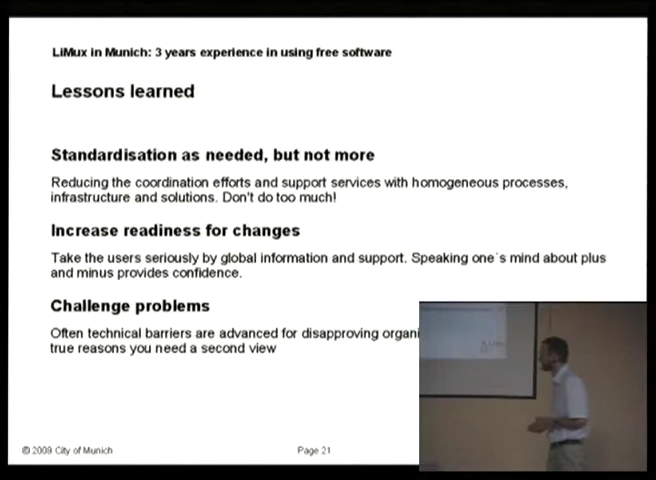 LiMux in Munich: 3 years experience in using free software
Lessons learned
Standardisation as needed, but not more
Reducing the coordination efforts and support services with homogeneous processes,
infrastructure and solutions. Don't do too much!
Increase readiness for changes
Take the users seriously by global information and support. Speaking one´s mind about plus
and minus provides confidence.
Challenge problems
Often technical barriers are advanced for disapproving organi
true reasons you need a second view
© 2009 City of Munich
Page 21